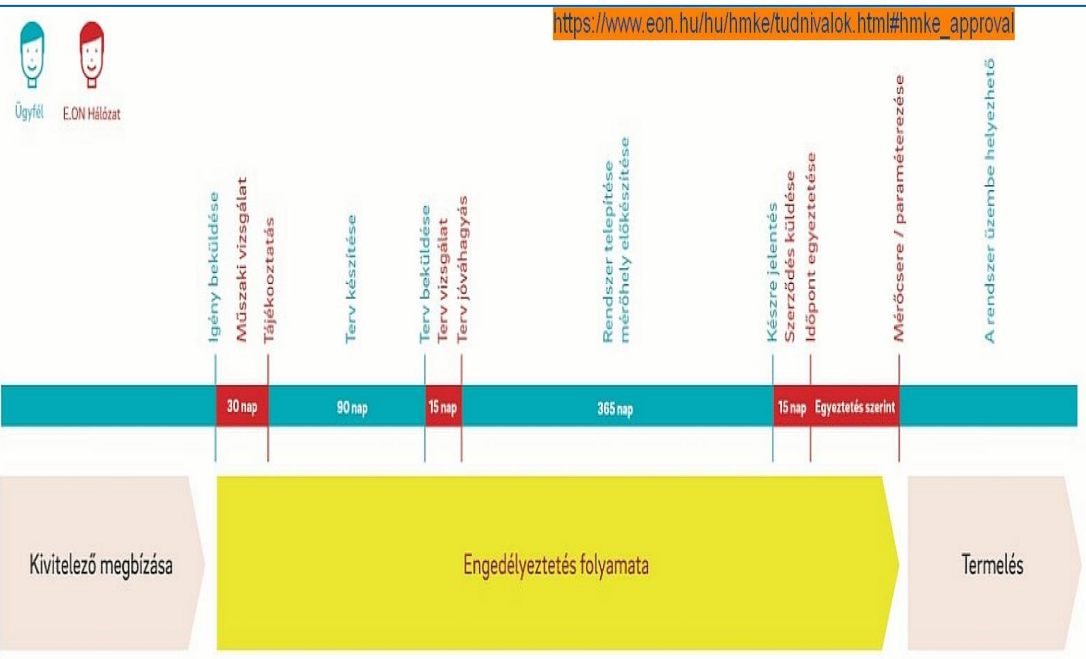 https://www.eon.hu/hu/hmke/tudnivalok.html#hmke_approval
Ügyfél
E.ON Hálózat
Igény beküldése
Műszaki vizsgálat
Tájékooztatás
Terv készítése
Terv beküldése
Terv vizsgálat
Terv jóváhagyás
Rendszer telepítése
mérőhely előkészítése
Készre jelentés
Szerződés küldése
Időpont egyeztetése
Mérőcsere / paraméterezése
A rendszer üzembe helyezhető
30 nap
90 nap
15 nap
365 nap
15 nap
Egyeztetés szerint
Kivitelező megbízása
Engedélyeztetés folyamata
Termelés